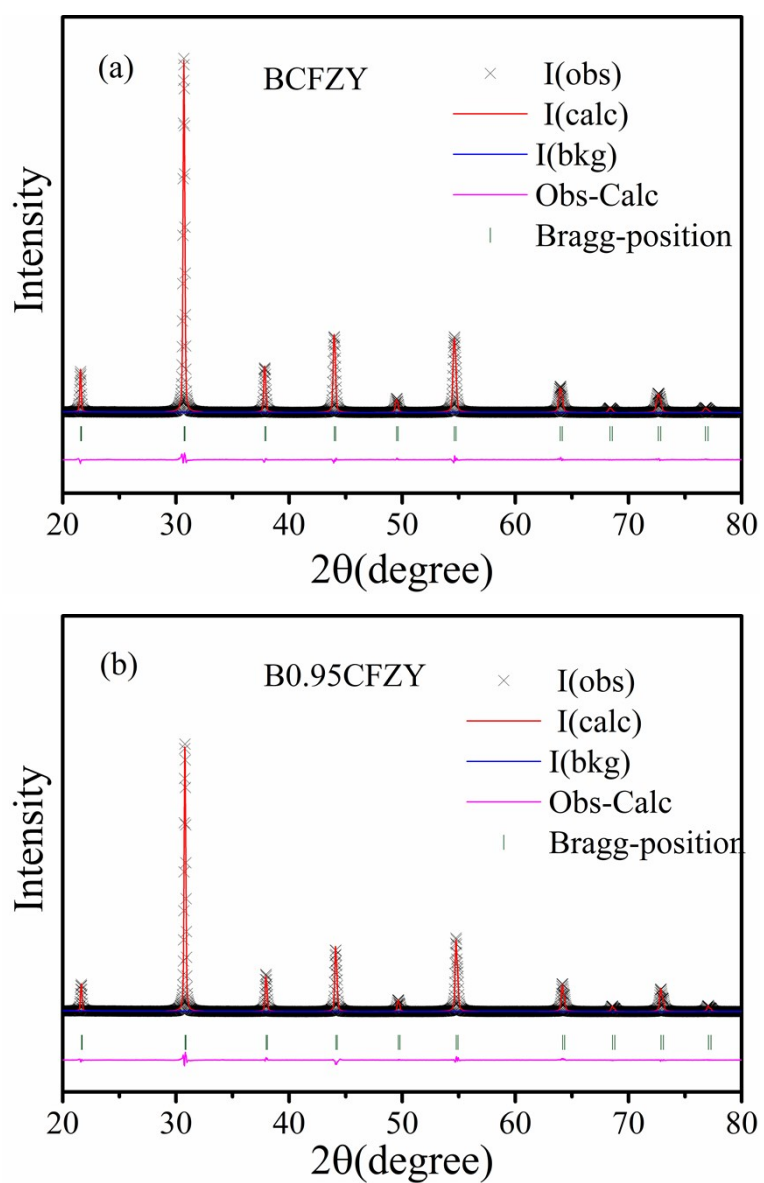 (a)
BCFZY
I(obs)
I(calc)
I(bkg)
Obs-Calc
Bragg-position
Intensity
20 30 40 50 60 70 80
2θ(degree)
(b)
B0.95CFZY
I(obs)
I(calc)
I(bkg)
Obs-Calc
Bragg-position
Intensity
20 30 40 50 60 70 80
2θ(degree)